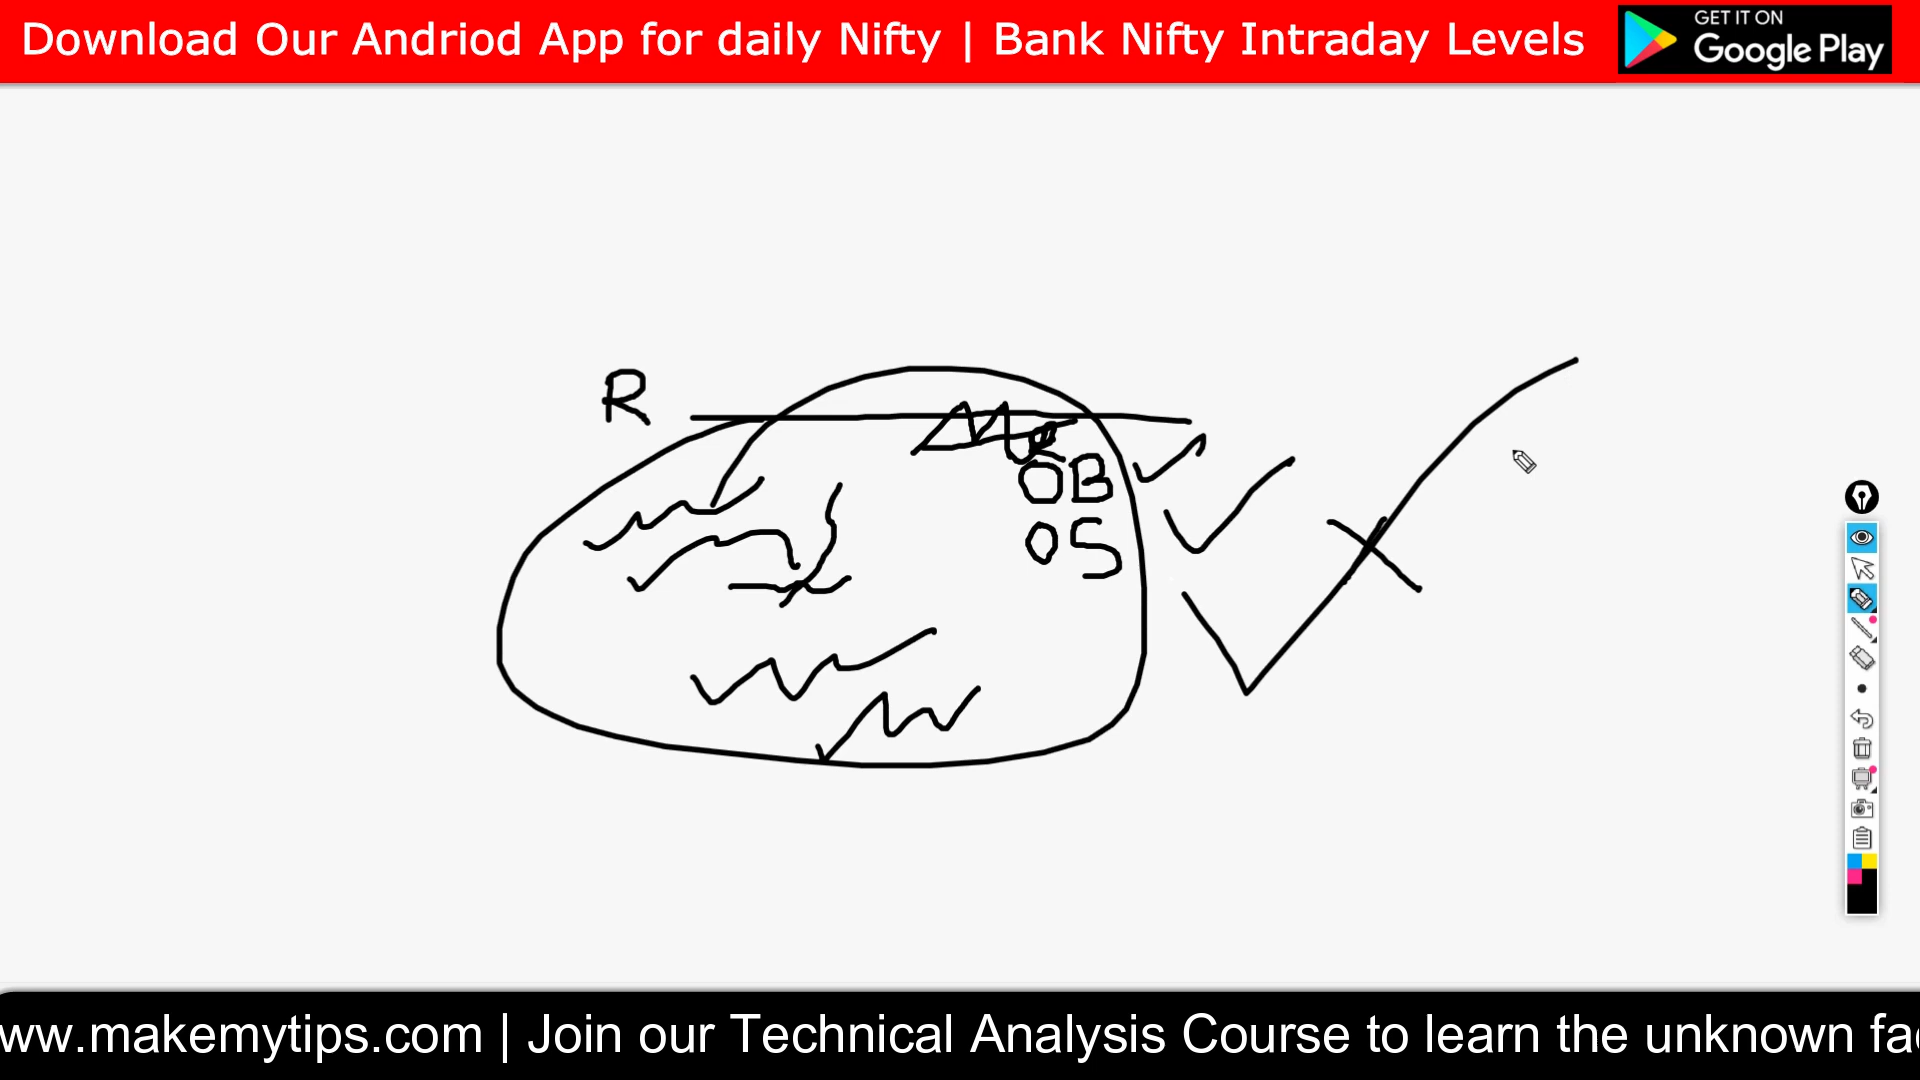 Download Our Andriod App for daily Nifty | Bank Nifty Intraday Levels
GET IT ON
Google Play
R
OB
OS
ww.makemytips.com | Join our Technical Analysis Course to learn the unknown fa